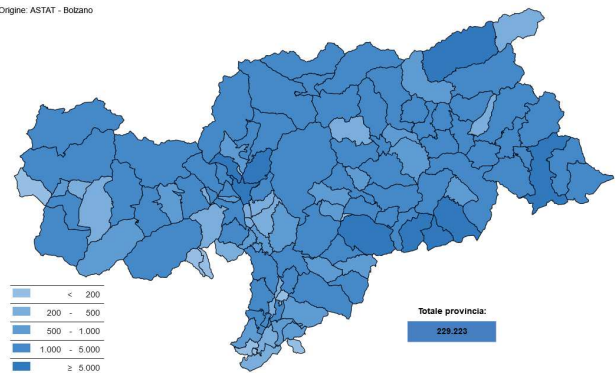 Origine: ASTAT - Bolzano
< 200
200 - 500
500 - 1.000
1.000 - 5.000
≥ 5.000
Totale provincia:
229.223